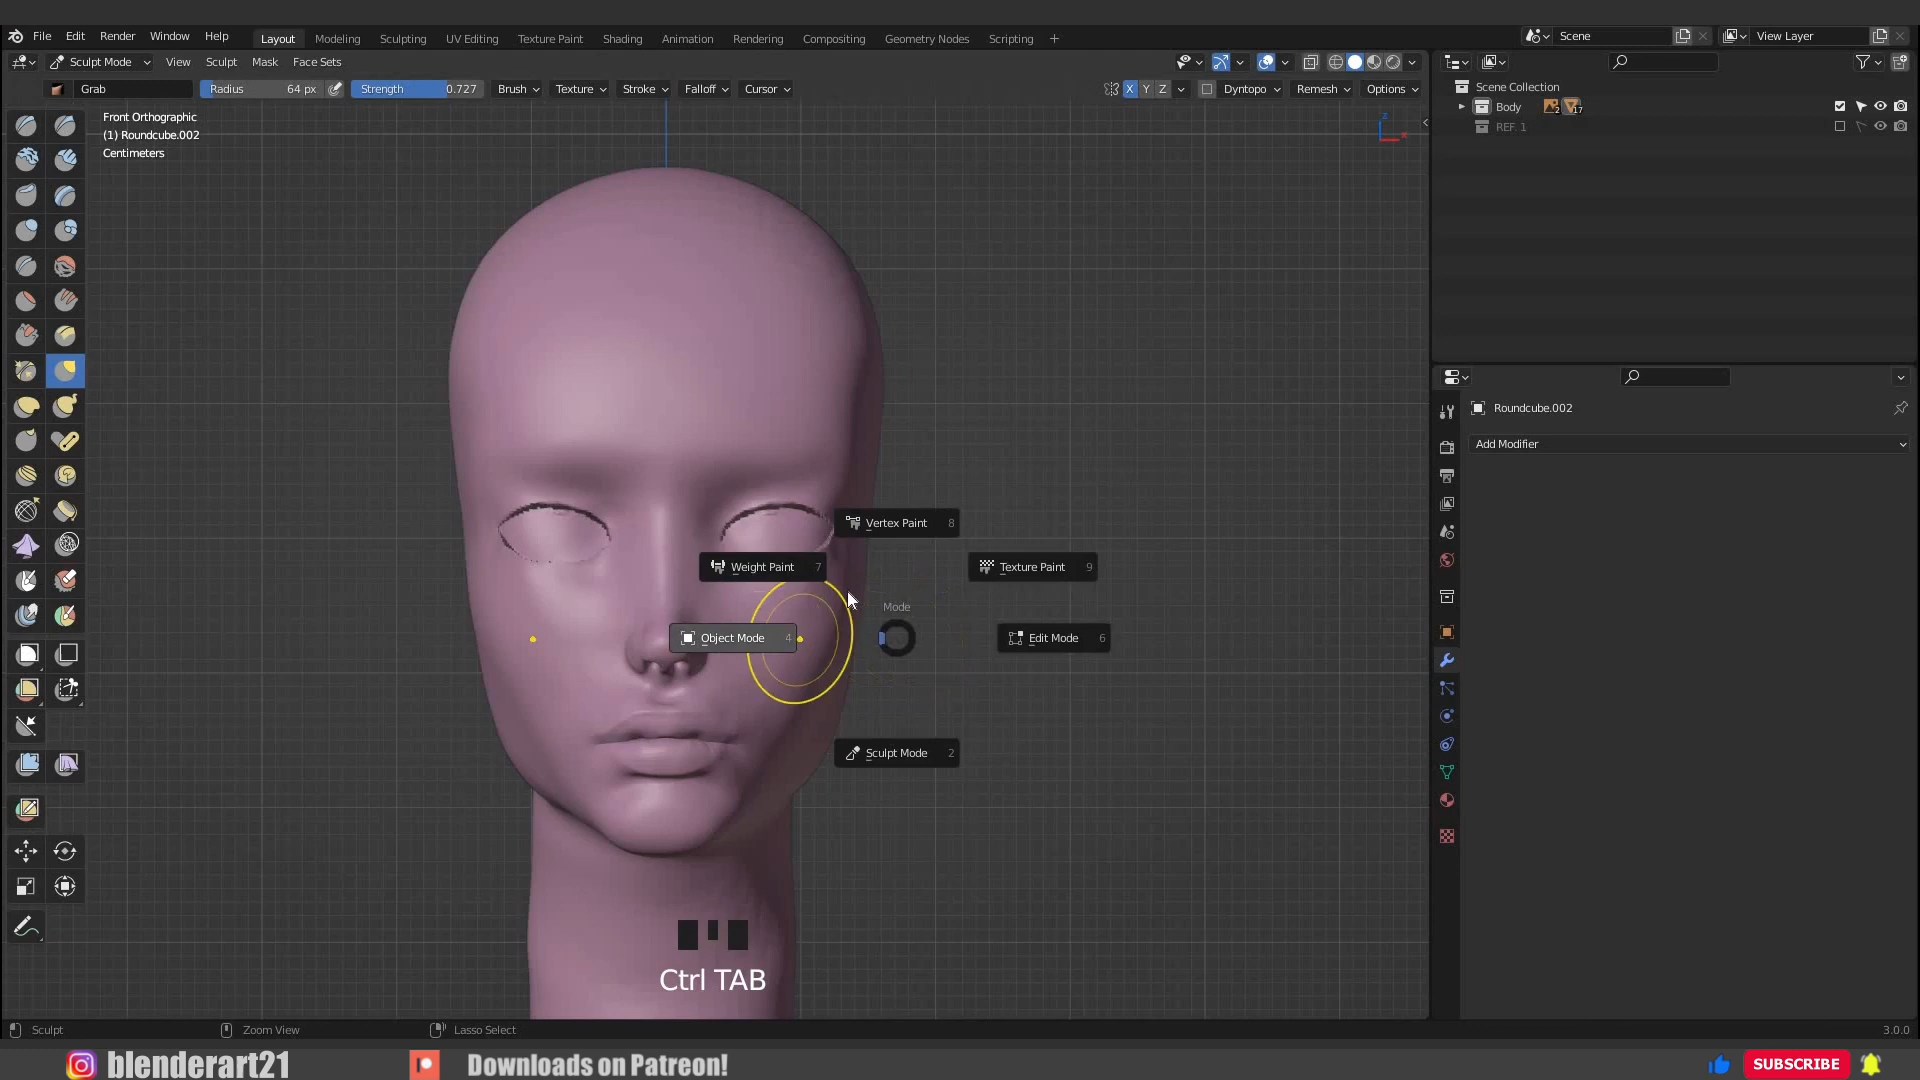 File Edit Render Window Help Layout Modeling Sculpting UV Editing Texture Paint Shading Animation Rendering Compositing Geometry Nodes Scripting + Scene View Layer
Sculpt Mode View Sculpt Mask Face Sets
Grab Radius 64 px Strength 0.727 Brush Texture Stroke Falloff Cursor X Y Z Dyntopo Remesh Options
Scene Collection
Body 2 17
REF. 1
Front Orthographic
(1) Roundcube.002
Centimeters
Z
X
Roundcube.002
Add Modifier
Vertex Paint 8
Weight Paint 7
Texture Paint 9
Mode
Object Mode 4
Edit Mode 6
Sculpt Mode 2
Ctrl TAB
Sculpt Zoom View Lasso Select 3.0.0
blenderart21 Downloads on Patreon! SUBSCRIBE